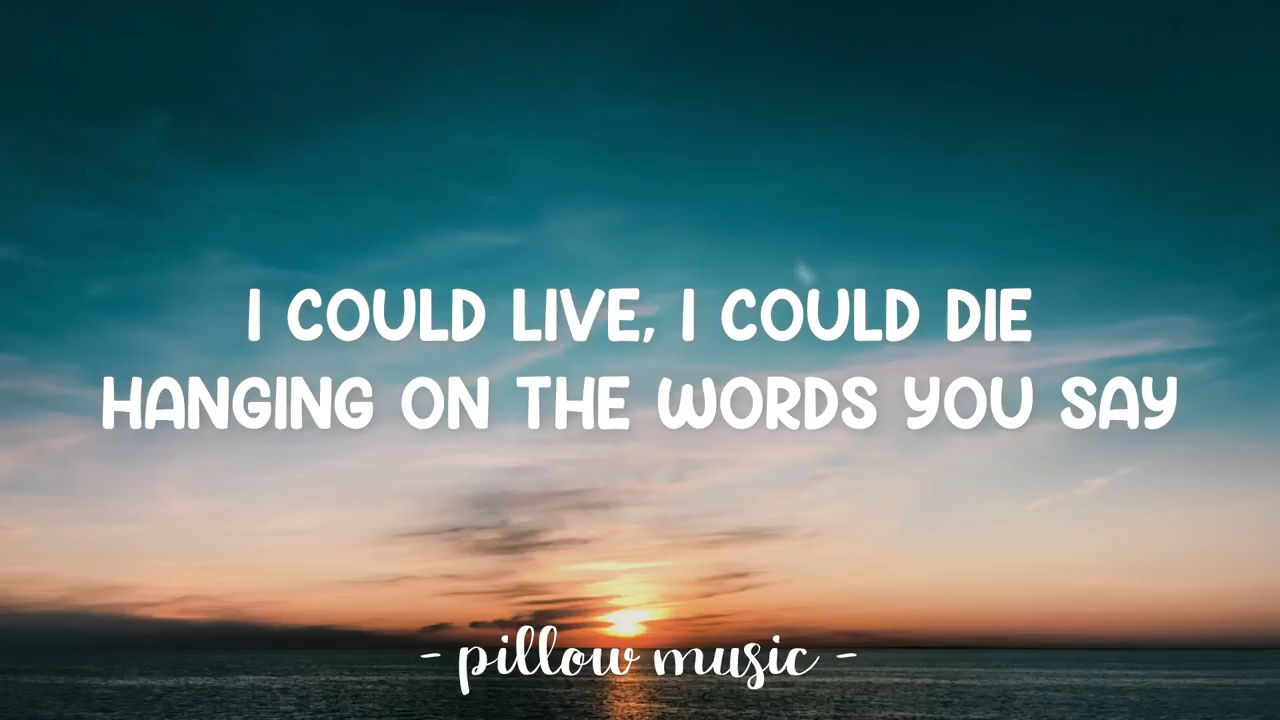 I COULD LIVE, I COULD DIE
HANGING ON THE WORDS YOU SAY
- pillow music -